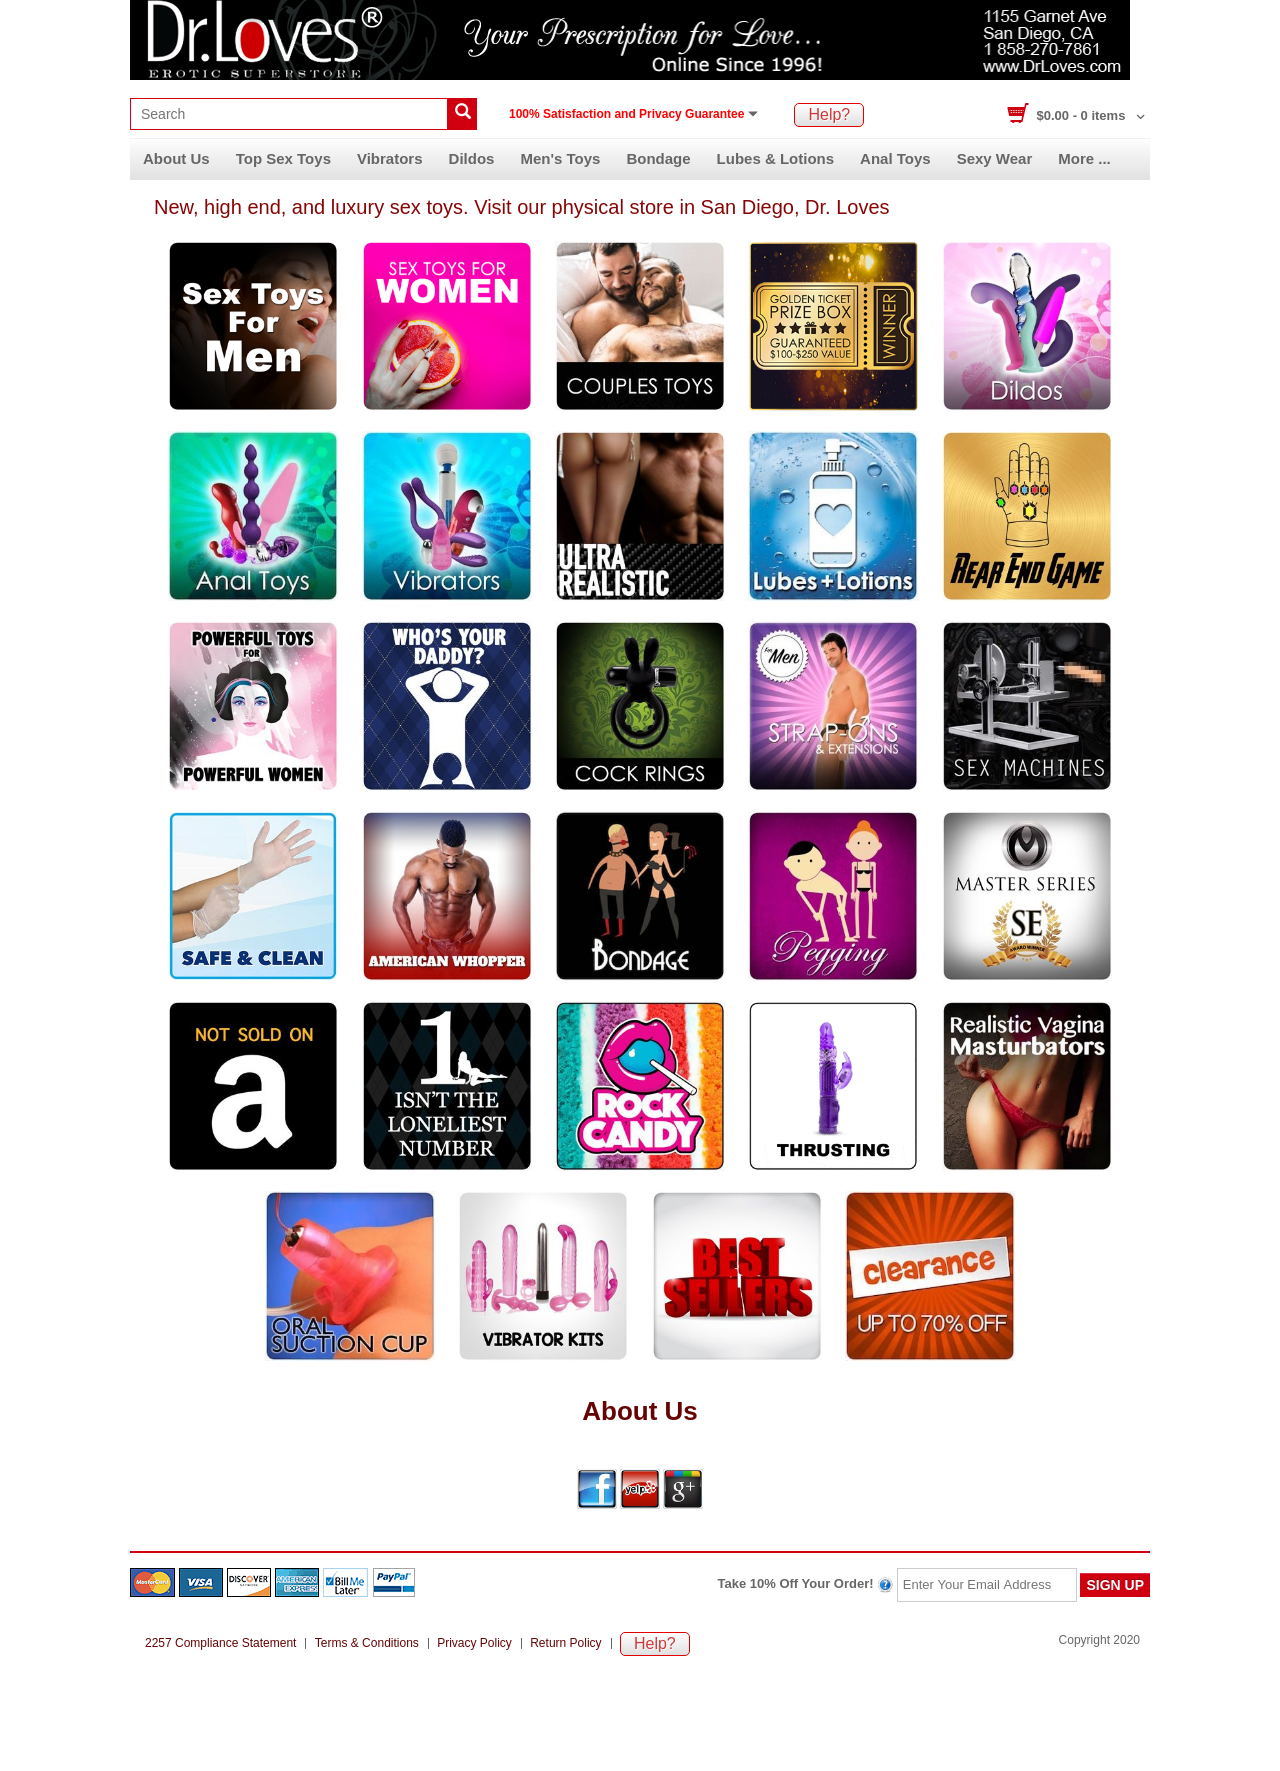 Dr.Loves®
EROTIC SUPERSTORE
Your Prescription for Love...
Online Since 1996!
1155 Garnet Ave
San Diego, CA
1 858-270-7861
www.DrLoves.com
Search
100% Satisfaction and Privacy Guarantee
Help?
$0.00 - 0 items
About Us Top Sex Toys Vibrators Dildos Men's Toys Bondage Lubes & Lotions Anal Toys Sexy Wear More ...
New, high end, and luxury sex toys. Visit our physical store in San Diego, Dr. Loves
Sex Toys
For
Men
SEX TOYS FOR
WOMEN
COUPLES TOYS
GOLDEN TICKET
PRIZE BOX
GUARANTEED
$100-$250 VALUE
WINNER
Dildos
Anal Toys
Vibrators
ULTRA
REALISTIC
Lubes + Lotions
REAR END GAME
POWERFUL TOYS
FOR
POWERFUL WOMEN
WHO'S YOUR
DADDY?
COCK RINGS
for Men
STRAP-ONS
& EXTENSIONS
SEX MACHINES
SAFE & CLEAN
AMERICAN WHOPPER
BONDAGE
Pegging
MASTER SERIES
SE
AWARD WINNER
NOT SOLD ON
a
1
ISN'T THE
LONELIEST
NUMBER
ROCK
CANDY
THRUSTING
Realistic Vagina
Masturbators
ORAL
SUCTION CUP
VIBRATOR KITS
BEST
SELLERS
clearance
UP TO 70% OFF
About Us
f
yelp
g+
MasterCard
VISA
DISCOVER
NETWORK
AMERICAN
EXPRESS
Bill Me
Later
PayPal
Take 10% Off Your Order! ?
Enter Your Email Address
SIGN UP
2257 Compliance Statement | Terms & Conditions | Privacy Policy | Return Policy |
Help?
Copyright 2020